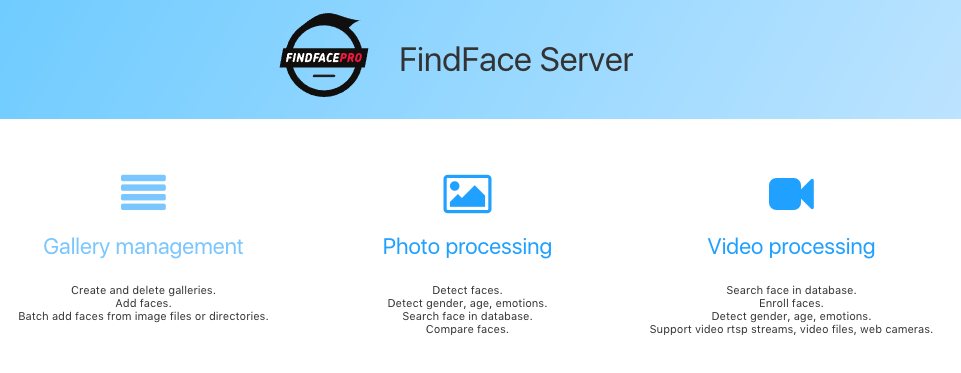 FINDFACEPRO
FindFace Server
Gallery management
Create and delete galleries.
Add faces.
Batch add faces from image files or directories.
Photo processing
Detect faces.
Detect gender, age, emotions.
Search face in database.
Compare faces.
Video processing
Search face in database.
Enroll faces.
Detect gender, age, emotions.
Support video rtsp streams, video files, web cameras.